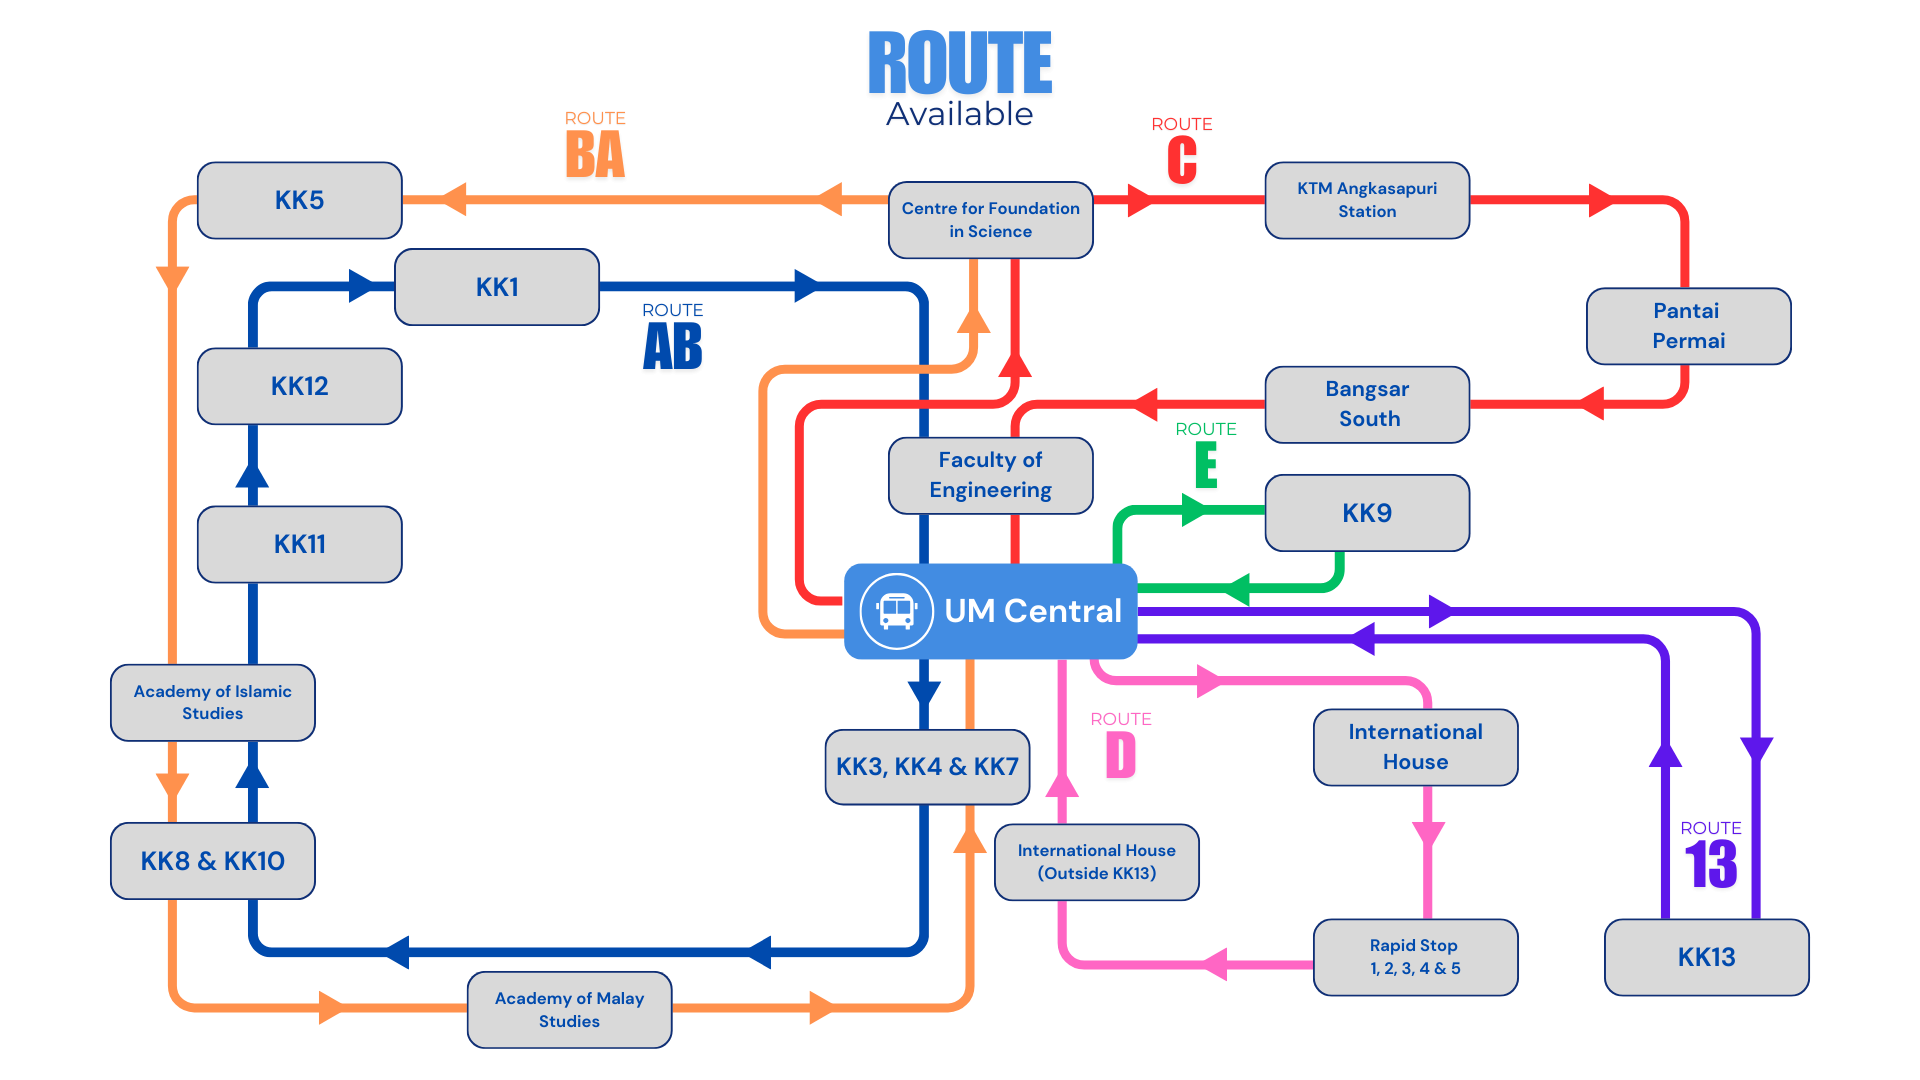 ROUTE
Available
ROUTE
BA
ROUTE
C
KK5
Centre for Foundation
in Science
KTM Angkasapuri
Station
KK1
ROUTE
AB
Pantai
Permai
KK12
Bangsar
South
ROUTE
E
Faculty of
Engineering
KK11
KK9
UM Central
Academy of Islamic
Studies
KK3, KK4 & KK7
ROUTE
D
International
House
KK8 & KK10
International House
(Outside KK13)
ROUTE
13
Rapid Stop
1, 2, 3, 4 & 5
KK13
Academy of Malay
Studies